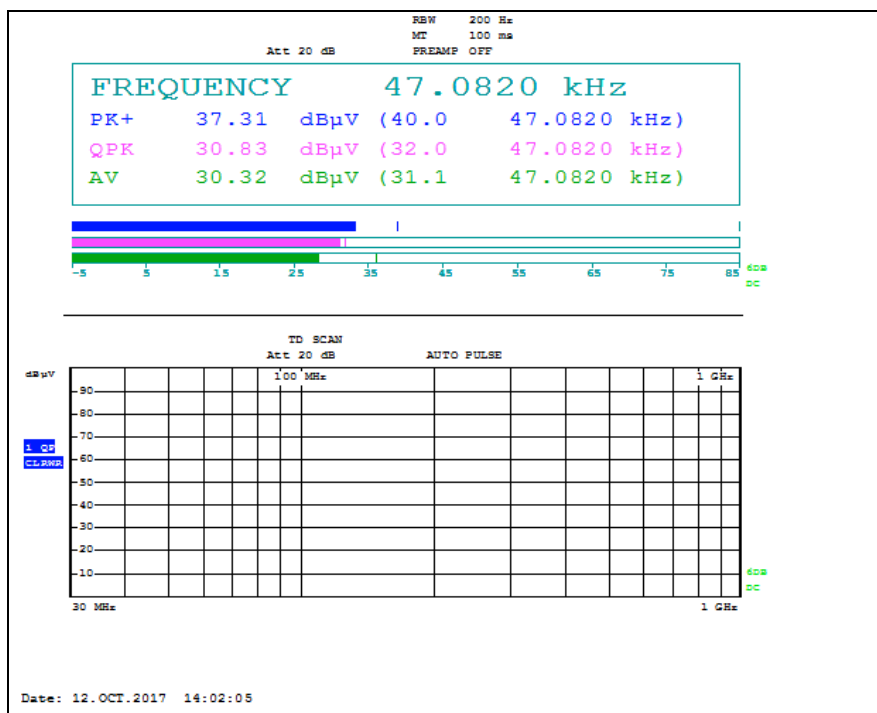 RBW 200 Hz
MT 100 ms
Att 20 dB PREAMP OFF
FREQUENCY 47.0820 kHz
PK+ 37.31 dBµV (40.0 47.0820 kHz)
QPK 30.83 dBµV (32.0 47.0820 kHz)
AV 30.32 dBµV (31.1 47.0820 kHz)
-5 5 15 25 35 45 55 65 75 85
6DB
DC
TD SCAN
Att 20 dB AUTO PULSE
dBµV 100 MHz 1 GHz
90
80
70
1 QP
CLRWR 60
50
40
30
20
10 6DB
DC
30 MHz 1 GHz
Date: 12.OCT.2017 14:02:05